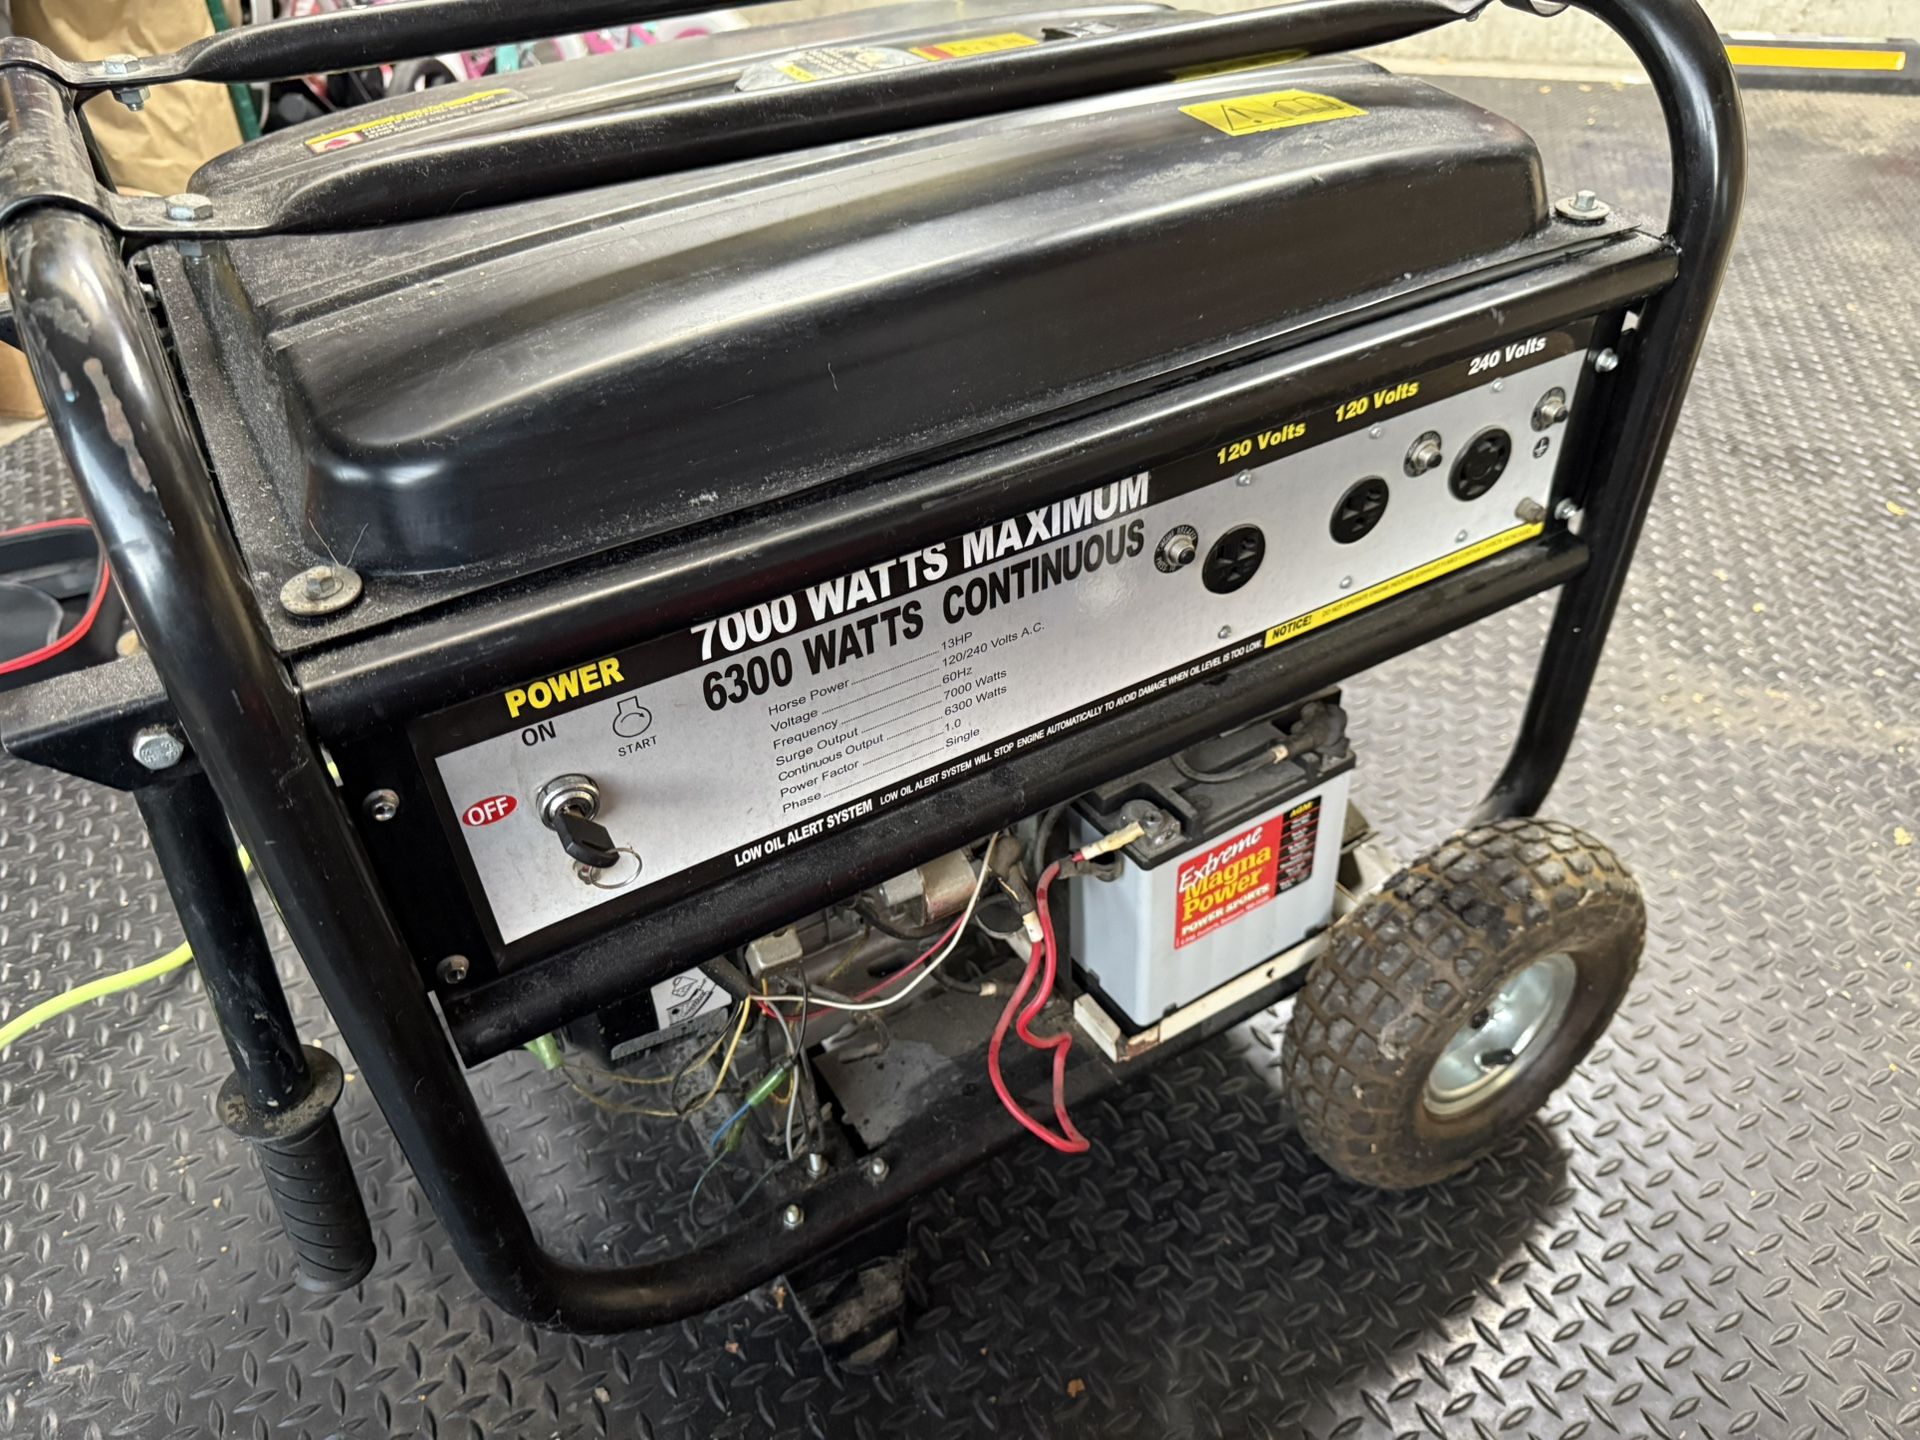 240 Volts
120 Volts
120 Volts
7000 WATTS MAXIMUM
6300 WATTS CONTINUOUS
POWER
ON
START
OFF
Horse Power 13HP
Voltage 120/240 Volts A.C.
Frequency 60Hz
Surge Output 7000 Watts
Continuous Output 6300 Watts
Power Factor 1.0
Phase Single
LOW OIL ALERT SYSTEM LOW OIL ALERT SYSTEM WILL STOP ENGINE AUTOMATICALLY TO AVOID DAMAGE WHEN OIL LEVEL IS TOO LOW.
NOTICE!
AGM
Extreme
Magna
Power
POWER SPORTS